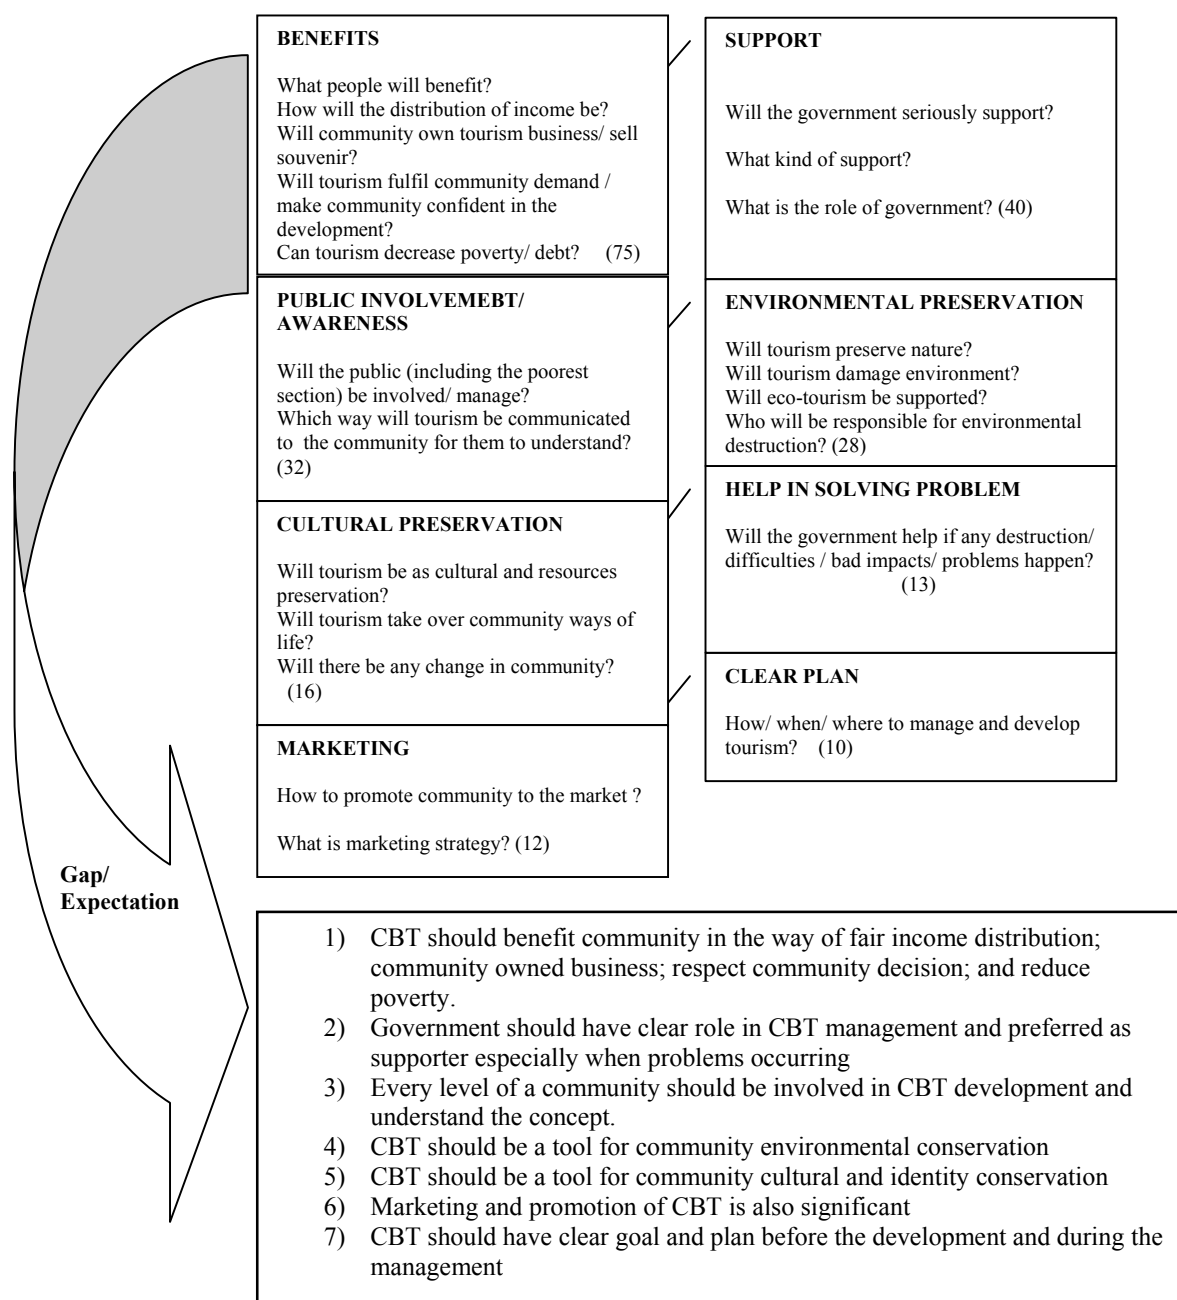 BENEFITS
What people will benefit?
How will the distribution of income be?
Will community own tourism business/ sell
souvenir?
Will tourism fulfil community demand /
make community confident in the
development?
Can tourism decrease poverty/ debt? (75)
SUPPORT
Will the government seriously support?
What kind of support?
What is the role of government? (40)
PUBLIC INVOLVEMEBT/
AWARENESS
Will the public (including the poorest
section) be involved/ manage?
Which way will tourism be communicated
to the community for them to understand?
(32)
ENVIRONMENTAL PRESERVATION
Will tourism preserve nature?
Will tourism damage environment?
Will eco-tourism be supported?
Who will be responsible for environmental
destruction? (28)
CULTURAL PRESERVATION
Will tourism be as cultural and resources
preservation?
Will tourism take over community ways of
life?
Will there be any change in community?
(16)
HELP IN SOLVING PROBLEM
Will the government help if any destruction/
difficulties / bad impacts/ problems happen?
(13)
MARKETING
How to promote community to the market ?
What is marketing strategy? (12)
CLEAR PLAN
How/ when/ where to manage and develop
tourism? (10)
Gap/
Expectation
1) CBT should benefit community in the way of fair income distribution;
community owned business; respect community decision; and reduce
poverty.
2) Government should have clear role in CBT management and preferred as
supporter especially when problems occurring
3) Every level of a community should be involved in CBT development and
understand the concept.
4) CBT should be a tool for community environmental conservation
5) CBT should be a tool for community cultural and identity conservation
6) Marketing and promotion of CBT is also significant
7) CBT should have clear goal and plan before the development and during the
management